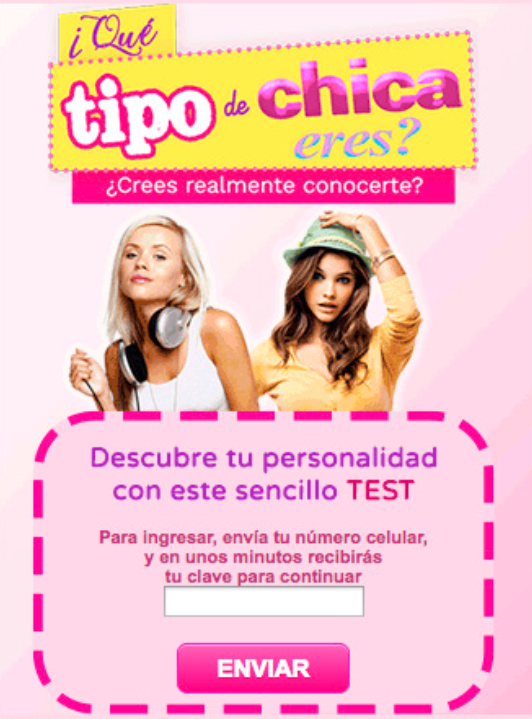 ¿Qué
tipo de chica
eres?
¿Crees realmente conocerte?
Descubre tu personalidad
con este sencillo TEST
Para ingresar, envía tu número celular,
y en unos minutos recibirás
tu clave para continuar
ENVIAR